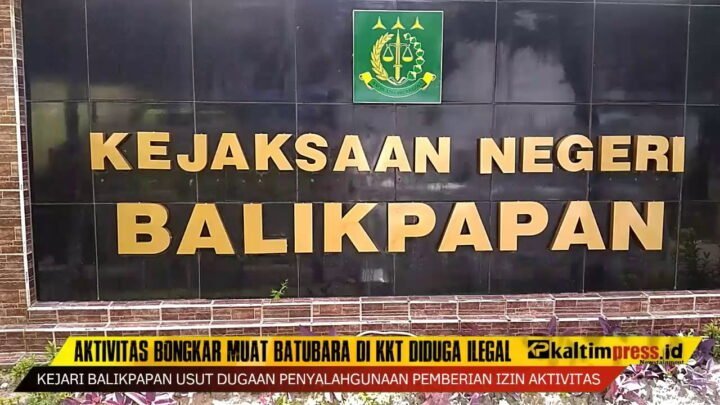 KEJAKSAAN NEGERI
BALIKPAPAN
AKTIVITAS BONGKAR MUAT BATUBARA DI KKT DIDUGA ILEGAL
kaltimpress.id
Newstainment
KEJARI BALIKPAPAN USUT DUGAAN PENYALAHGUNAAN PEMBERIAN IZIN AKTIVITAS